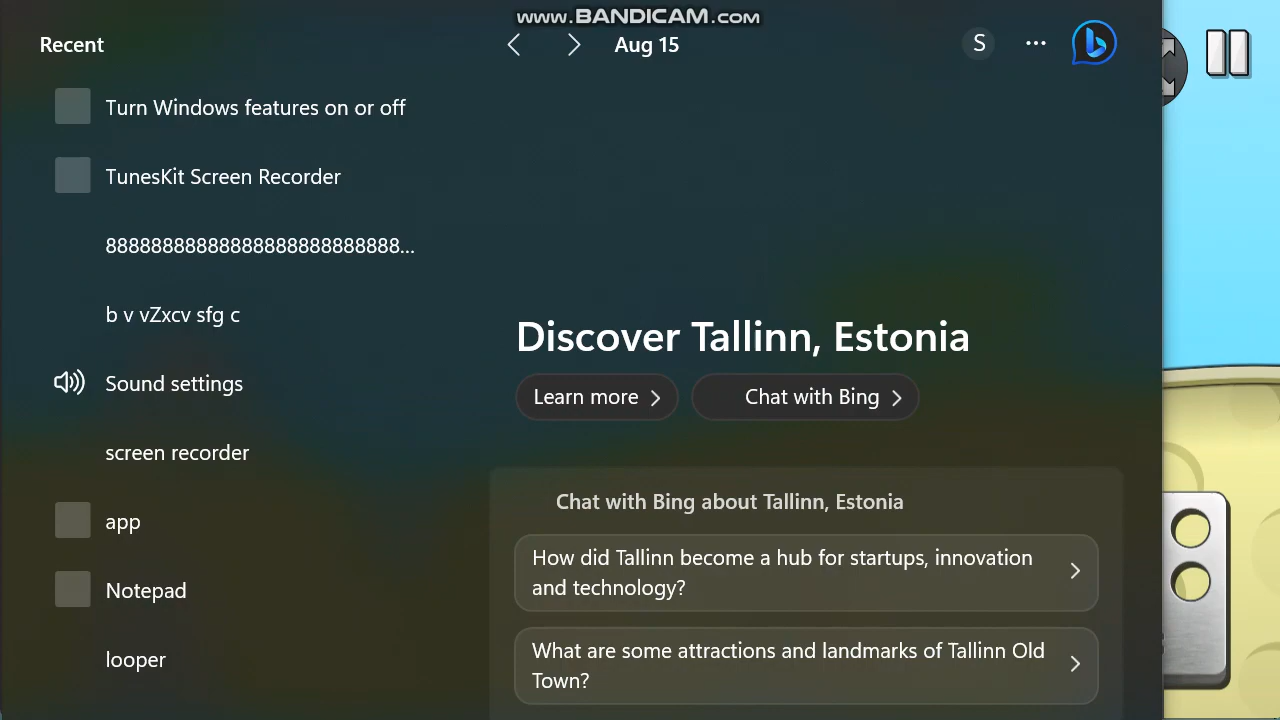 www.BANDICAM.com
Recent
Aug 15
S
Turn Windows features on or off
TunesKit Screen Recorder
88888888888888888888888888...
b v vZxcv sfg c
Sound settings
screen recorder
app
Notepad
looper
Discover Tallinn, Estonia
Learn more
Chat with Bing
Chat with Bing about Tallinn, Estonia
How did Tallinn become a hub for startups, innovation
and technology?
What are some attractions and landmarks of Tallinn Old
Town?